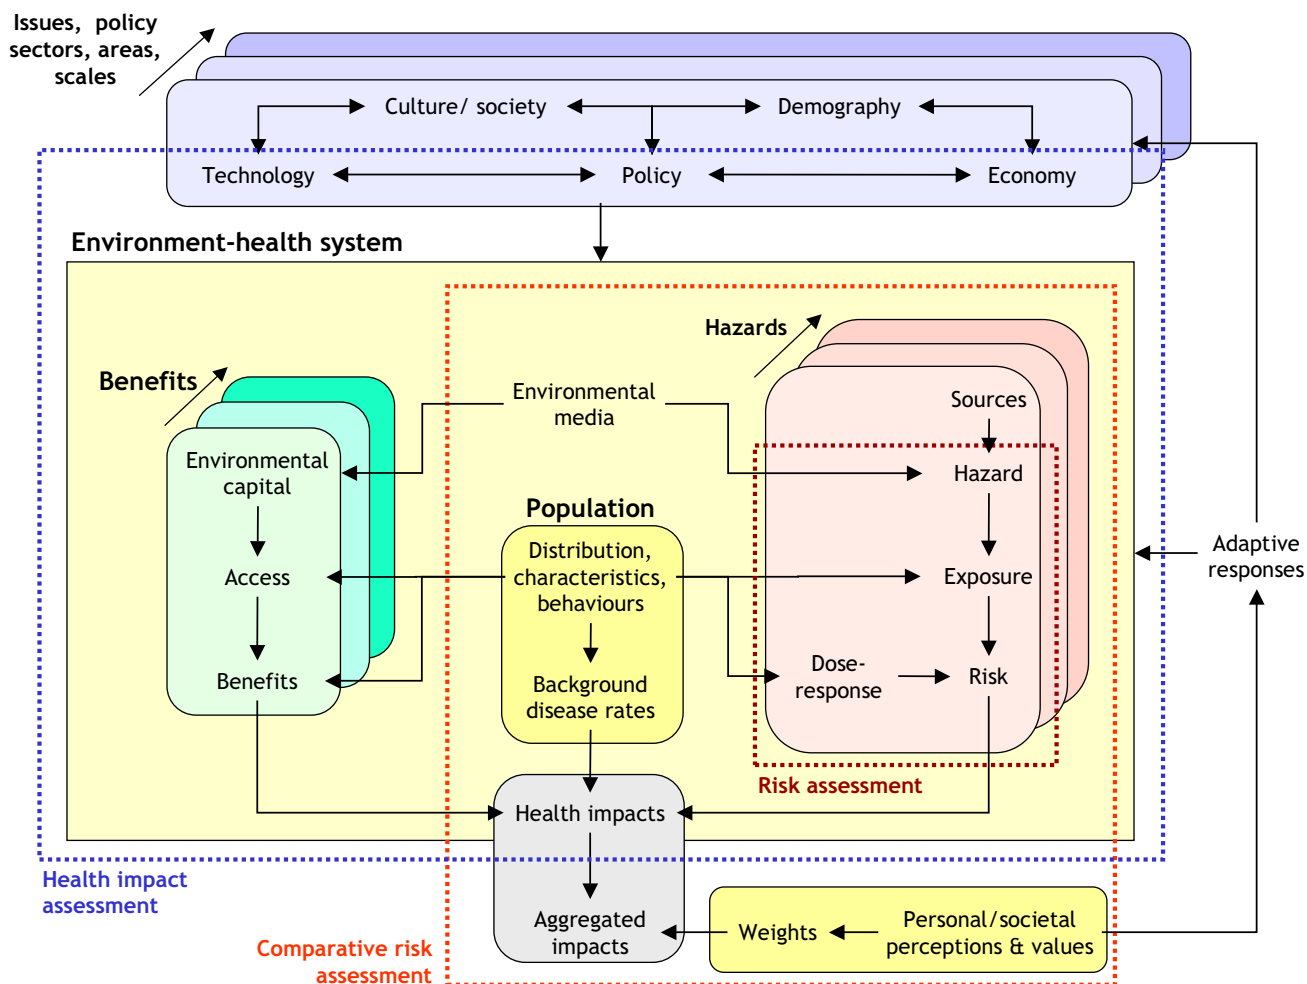 Issues, policy
sectors, areas,
scales
Culture/ society
Demography
Technology
Policy
Economy
Environment-health system
Hazards
Benefits
Environmental
media
Sources
Environmental
capital
Hazard
Population
Distribution,
characteristics,
behaviours
Access
Exposure
Adaptive
responses
Benefits
Background
disease rates
Dose-
response
Risk
Risk assessment
Health impacts
Health impact
assessment
Aggregated
impacts
Weights
Personal/societal
perceptions & values
Comparative risk
assessment